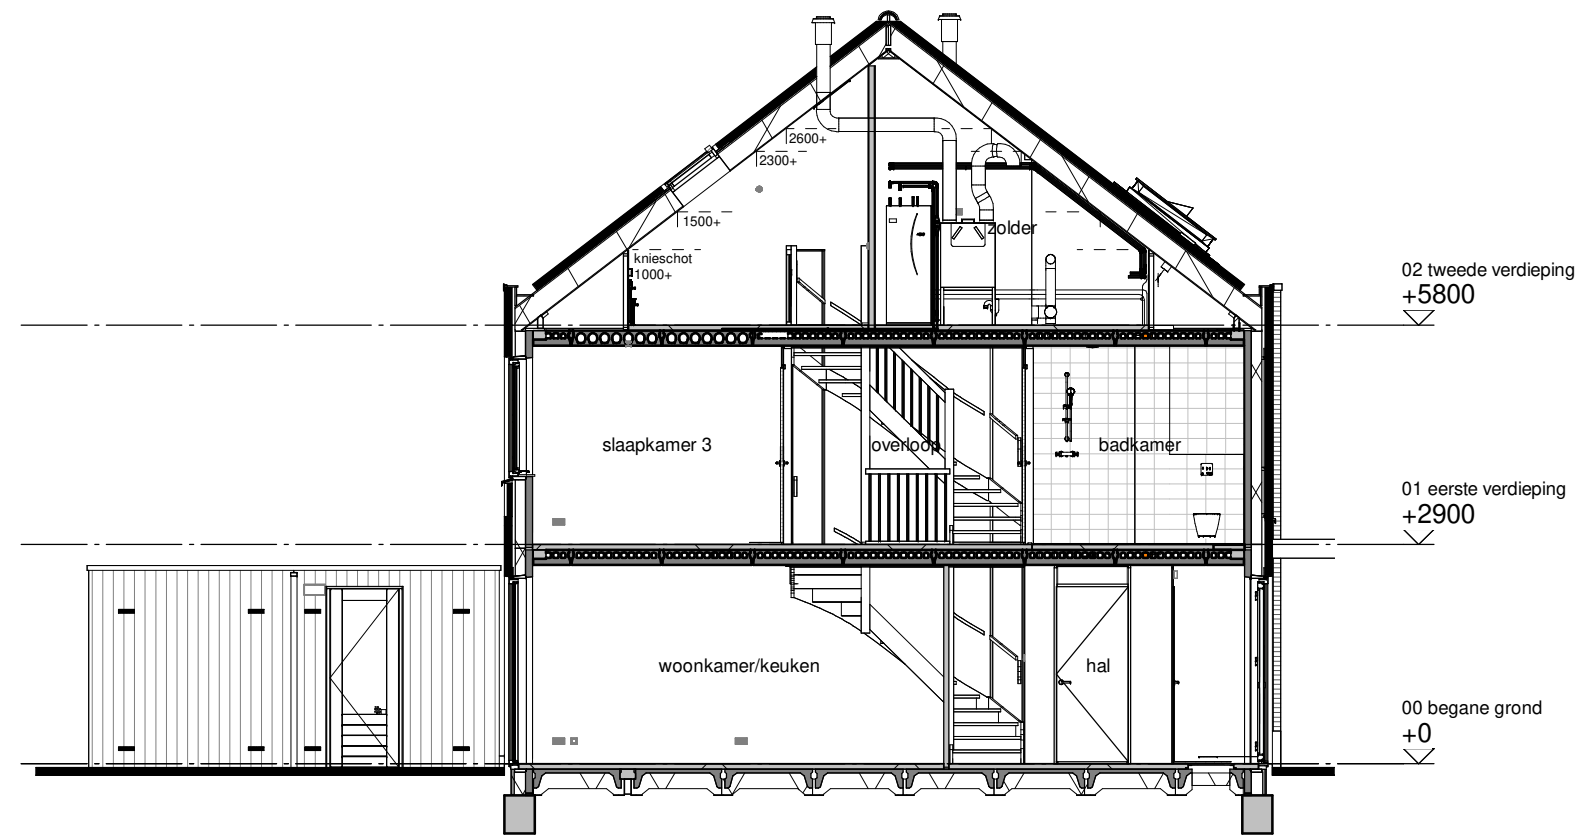 2600+
2300+
1500+
zolder
knieschot
1000+
02 tweede verdieping
+5800
slaapkamer 3
overloop
badkamer
01 eerste verdieping
+2900
woonkamer/keuken
hal
00 begane grond
+0